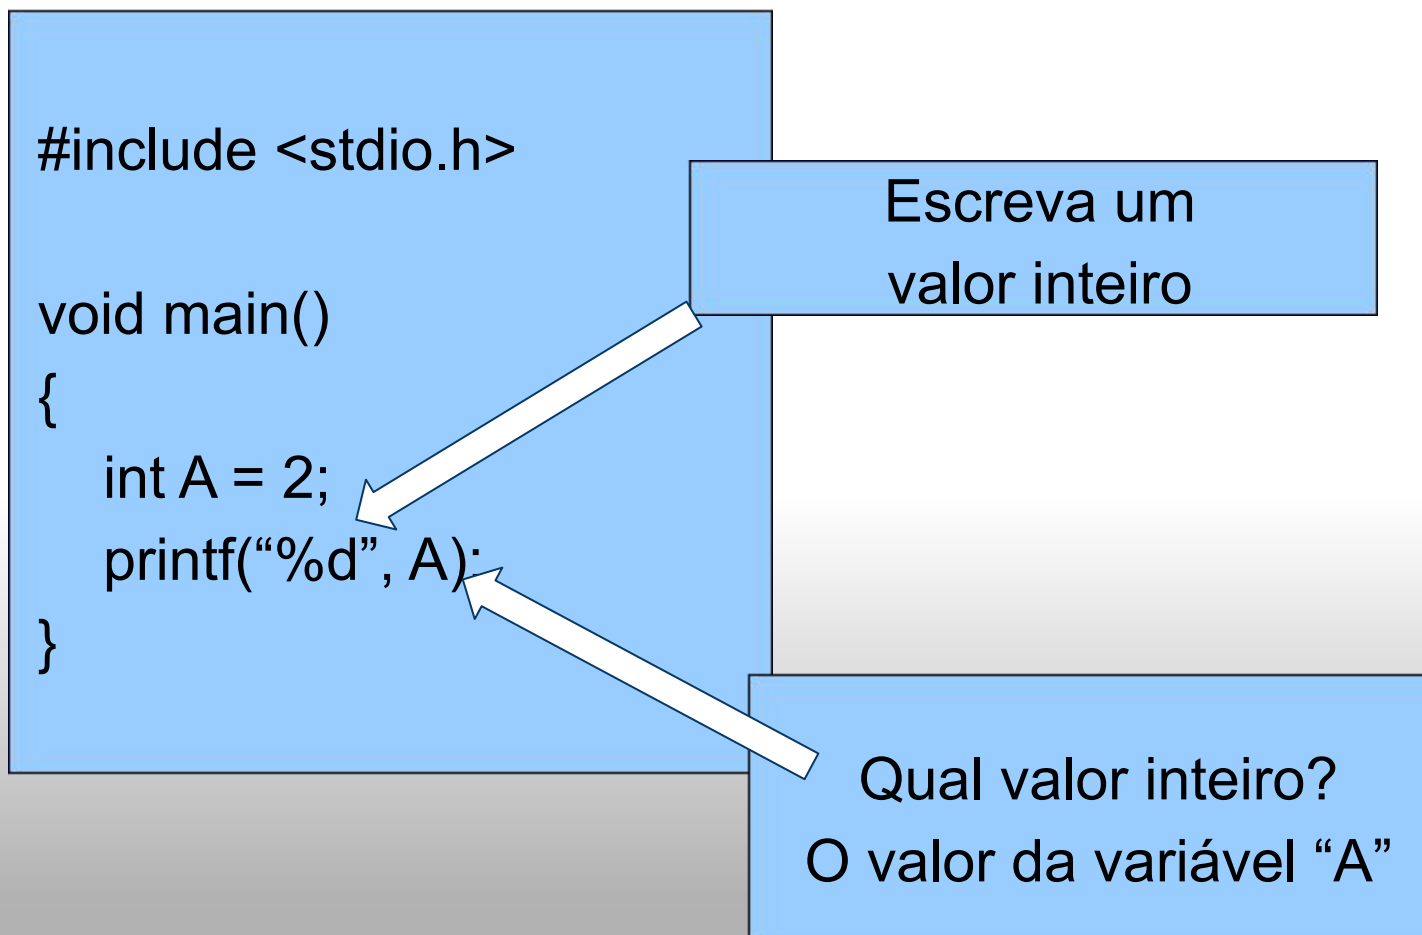 #include <stdio.h>
void main()
{
int A = 2;
printf(“%d”, A);
}
Escreva um
valor inteiro
Qual valor inteiro?
O valor da variável “A”